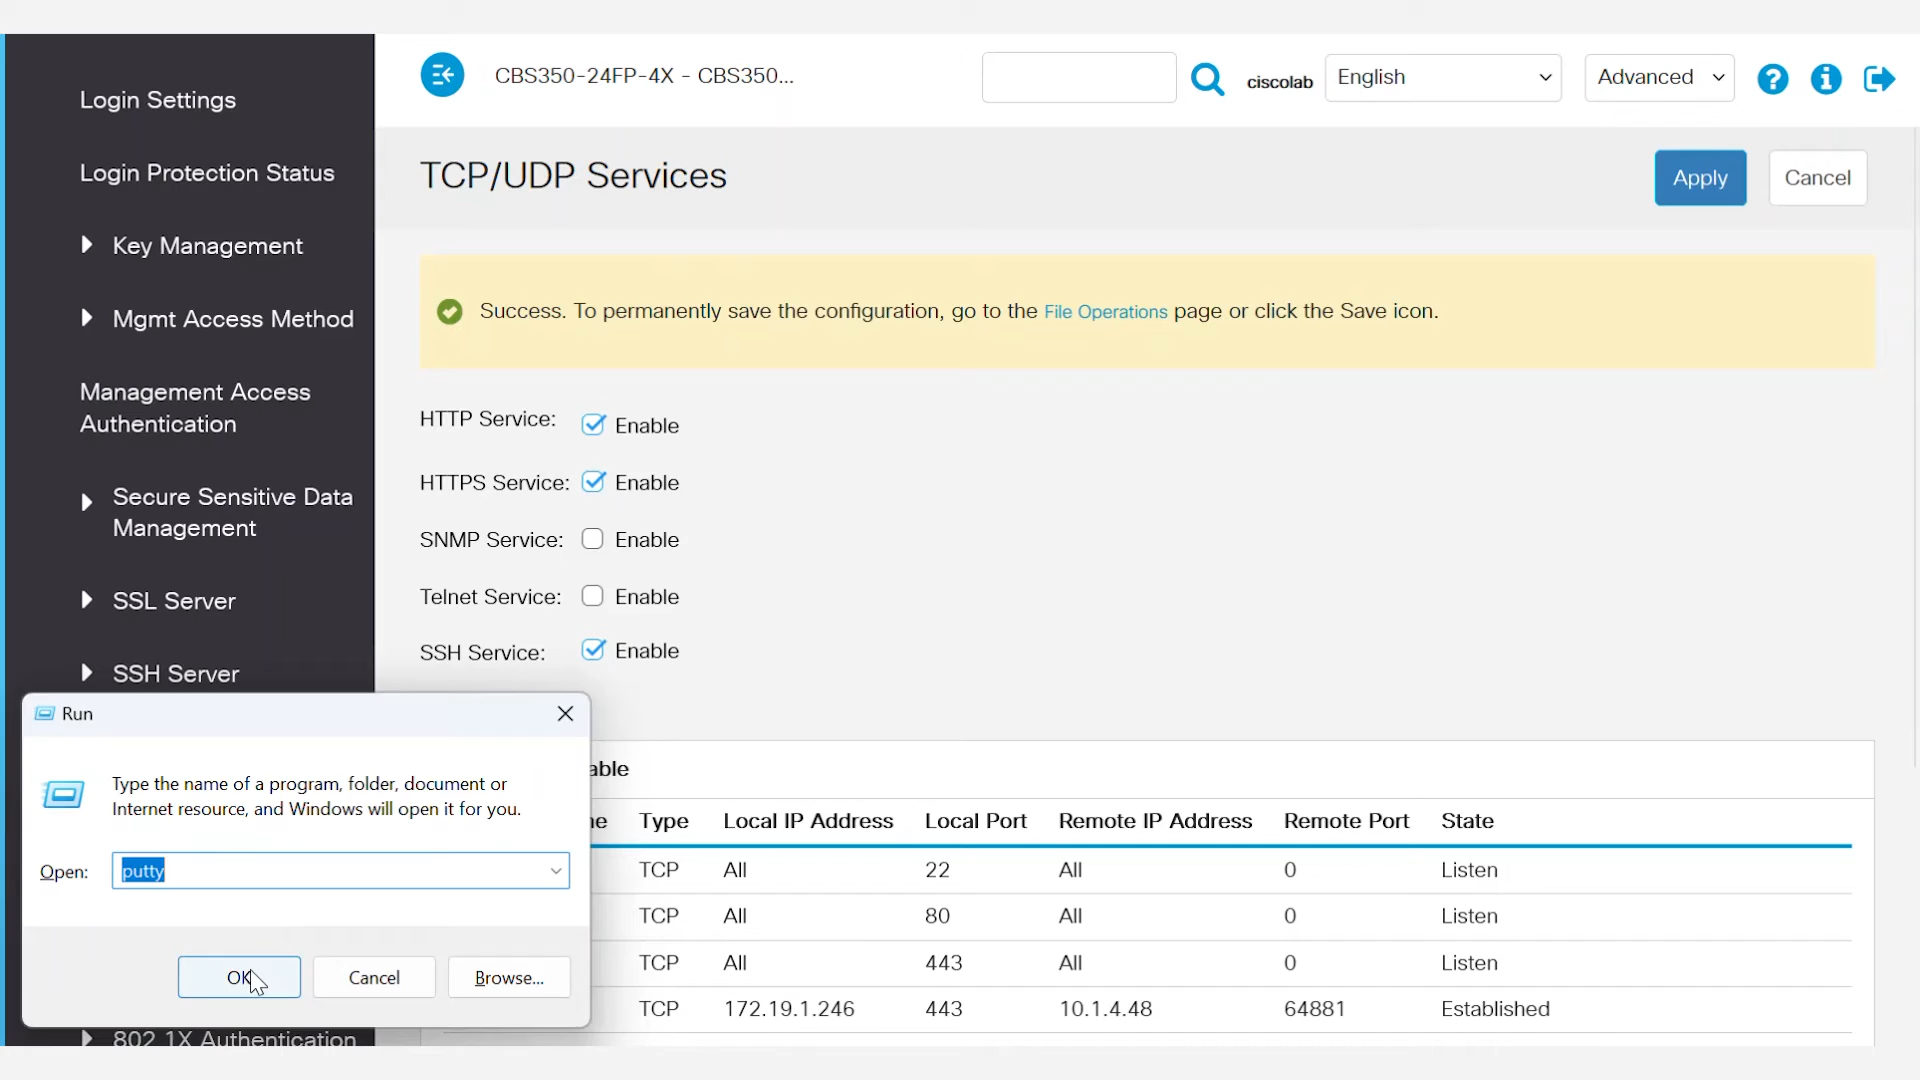 Login Settings
Login Protection Status
Key Management
Mgmt Access Method
Management Access
Authentication
Secure Sensitive Data
Management
SSL Server
SSH Server
802 1X Authentication
CBS350-24FP-4X - CBS350...
ciscolab
English
Advanced
TCP/UDP Services
Apply
Cancel
Success. To permanently save the configuration, go to the File Operations page or click the Save icon.
HTTP Service: Enable
HTTPS Service: Enable
SNMP Service: Enable
Telnet Service: Enable
SSH Service: Enable
able
Type Local IP Address Local Port Remote IP Address Remote Port State
TCP All 22 All 0 Listen
TCP All 80 All 0 Listen
TCP All 443 All 0 Listen
TCP 172.19.1.246 443 10.1.4.48 64881 Established
Run
Type the name of a program, folder, document or
Internet resource, and Windows will open it for you.
Open: putty
OK Cancel Browse...